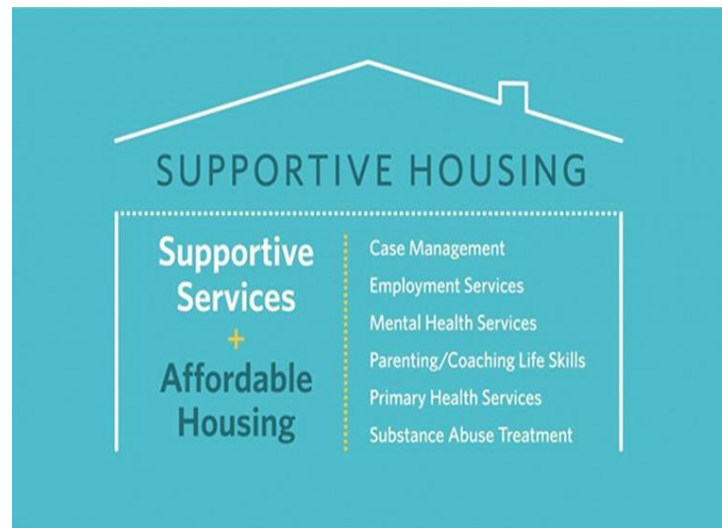 SUPPORTIVE HOUSING
Supportive
Services
+
Affordable
Housing
Case Management
Employment Services
Mental Health Services
Parenting/Coaching Life Skills
Primary Health Services
Substance Abuse Treatment